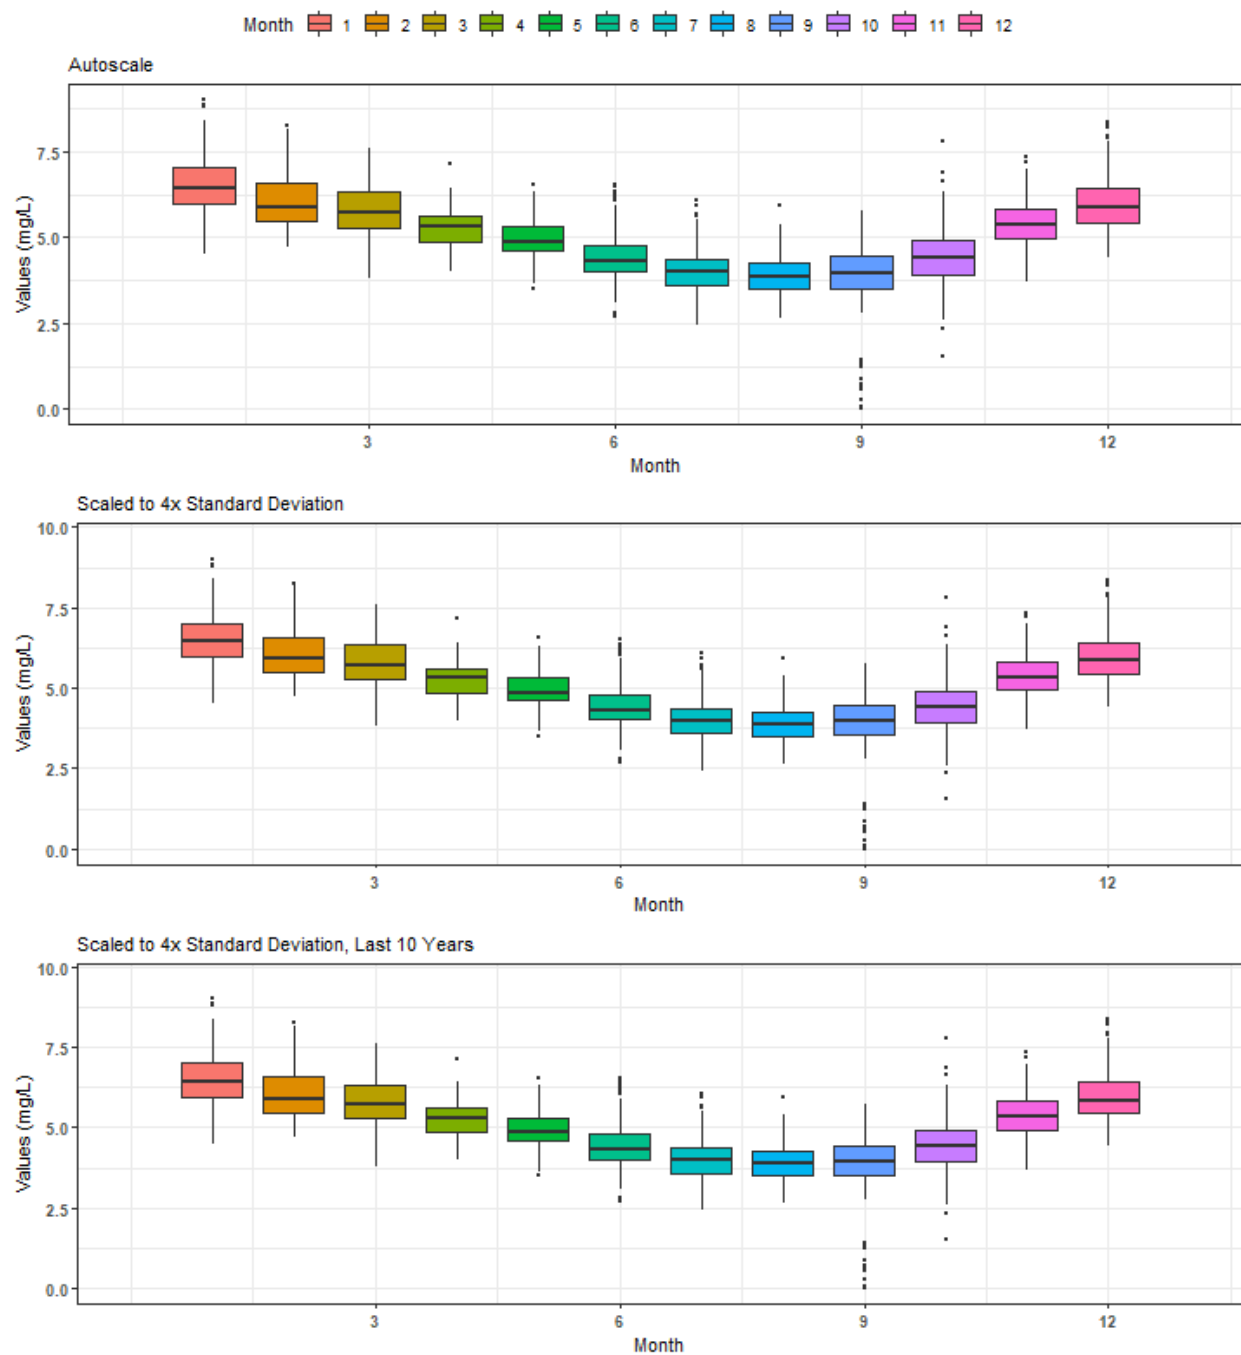 Month 1 2 3 4 5 6 7 8 9 10 11 12
Autoscale
Values (mg/L)
7.5
5.0
2.5
0.0
3 6 9 12
Month
Scaled to 4x Standard Deviation
Values (mg/L)
10.0
7.5
5.0
2.5
0.0
3 6 9 12
Month
Scaled to 4x Standard Deviation, Last 10 Years
Values (mg/L)
10.0
7.5
5.0
2.5
0.0
3 6 9 12
Month